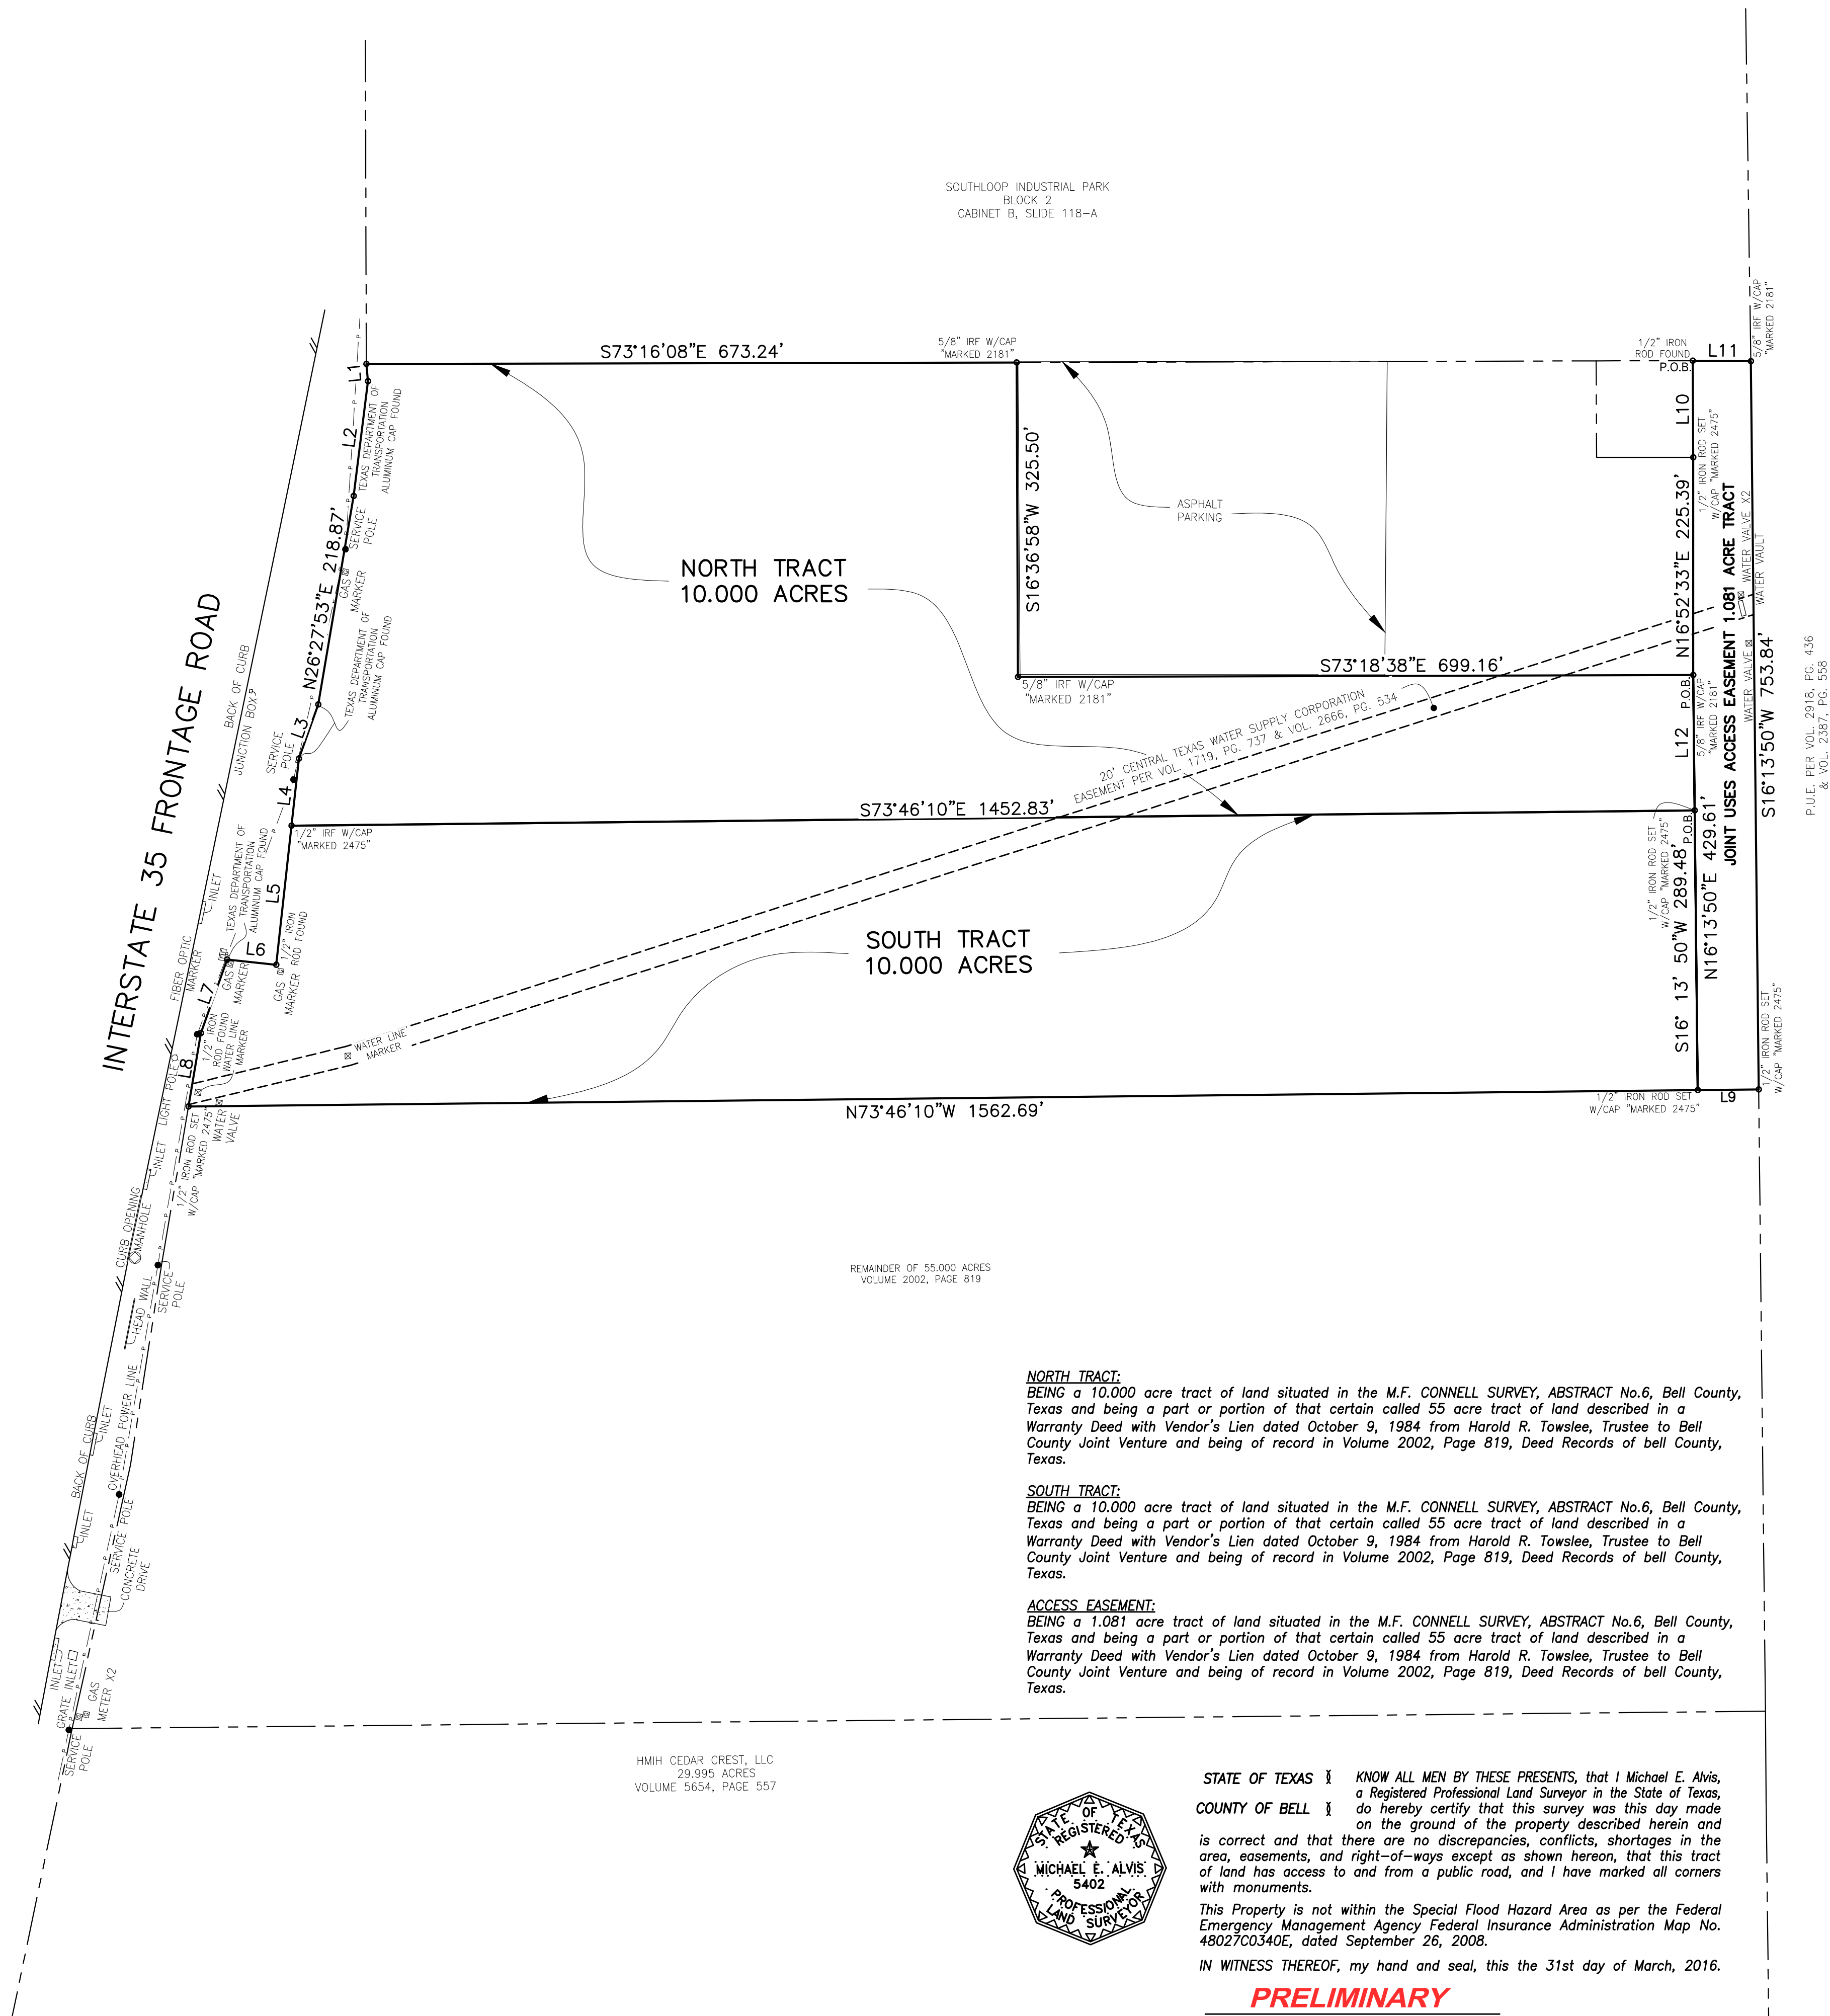 SOUTHLOOP INDUSTRIAL PARK
BLOCK 2
CABINET B, SLIDE 118-A
5/8" IRF W/CAP
"MARKED 2181"
S73°16'08"E 673.24'
5/8" IRF W/CAP
"MARKED 2181"
1/2" IRON
ROD FOUND
P.O.B.
L11
L1
L2
TEXAS DEPARTMENT OF
TRANSPORTATION
ALUMINUM CAP FOUND
L10
1/2" IRON ROD SET
W/CAP "MARKED 2475"
S16°36'58"W 325.50'
ASPHALT
PARKING
N16°52'33"E 225.39'
JOINT USES ACCESS EASEMENT 1.081 ACRE TRACT
WATER VALVE X2
WATER VAULT
WATER VALVE
SERVICE
POLE
GAS
MARKER
N26°27'53"E 218.87'
NORTH TRACT
10.000 ACRES
TEXAS DEPARTMENT OF
TRANSPORTATION
ALUMINUM CAP FOUND
INTERSTATE 35 FRONTAGE ROAD
BACK OF CURB
JUNCTION BOX
L3
SERVICE
POLE
L4
S73°18'38"E 699.16'
5/8" IRF W/CAP
"MARKED 2181"
P.O.B.
5/8" IRF W/CAP
"MARKED 2181"
L12
S16°13'50"W 753.84'
P.U.E. PER VOL. 2918, PG. 436
& VOL. 2387, PG. 558
20' CENTRAL TEXAS WATER SUPPLY CORPORATION
EASEMENT PER VOL. 1719, PG. 737 & VOL. 2666, PG. 534
S73°46'10"E 1452.83'
1/2" IRF W/CAP
"MARKED 2475"
1/2" IRON ROD SET
W/CAP "MARKED 2475"
P.O.B.
S16° 13' 50"W 289.48'
N16°13'50"E 429.61'
INLET
TEXAS DEPARTMENT OF
TRANSPORTATION
ALUMINUM CAP FOUND
L5
L6
1/2" IRON
ROD FOUND
GAS
MARKER
GAS
MARKER
FIBER OPTIC
MARKER
L7
SOUTH TRACT
10.000 ACRES
1/2" IRON
ROD FOUND
WATER LINE
MARKER
L8
LIGHT POLE
WATER LINE
MARKER
1/2" IRON ROD SET
W/CAP "MARKED 2475"
N73°46'10"W 1562.69'
1/2" IRON ROD SET
W/CAP "MARKED 2475"
L9
WATER
VALVE
1/2" IRON ROD SET
W/CAP "MARKED 2475"
INLET
CURB OPENING
MANHOLE
HEAD WALL
SERVICE
POLE
REMAINDER OF 55.000 ACRES
VOLUME 2002, PAGE 819
OVERHEAD POWER LINE
BACK OF CURB
INLET
INLET
SERVICE POLE
CONCRETE
DRIVE
INLET
GRATE INLET
GAS
METER X2
SERVICE
POLE
NORTH TRACT:
BEING a 10.000 acre tract of land situated in the M.F. CONNELL SURVEY, ABSTRACT No.6, Bell County,
Texas and being a part or portion of that certain called 55 acre tract of land described in a
Warranty Deed with Vendor's Lien dated October 9, 1984 from Harold R. Towslee, Trustee to Bell
County Joint Venture and being of record in Volume 2002, Page 819, Deed Records of bell County,
Texas.
SOUTH TRACT:
BEING a 10.000 acre tract of land situated in the M.F. CONNELL SURVEY, ABSTRACT No.6, Bell County,
Texas and being a part or portion of that certain called 55 acre tract of land described in a
Warranty Deed with Vendor's Lien dated October 9, 1984 from Harold R. Towslee, Trustee to Bell
County Joint Venture and being of record in Volume 2002, Page 819, Deed Records of bell County,
Texas.
ACCESS EASEMENT:
BEING a 1.081 acre tract of land situated in the M.F. CONNELL SURVEY, ABSTRACT No.6, Bell County,
Texas and being a part or portion of that certain called 55 acre tract of land described in a
Warranty Deed with Vendor's Lien dated October 9, 1984 from Harold R. Towslee, Trustee to Bell
County Joint Venture and being of record in Volume 2002, Page 819, Deed Records of bell County,
Texas.
HMIH CEDAR CREST, LLC
29.995 ACRES
VOLUME 5654, PAGE 557
STATE OF TEXAS
COUNTY OF BELL
KNOW ALL MEN BY THESE PRESENTS, that I Michael E. Alvis,
a Registered Professional Land Surveyor in the State of Texas,
do hereby certify that this survey was this day made
on the ground of the property described herein and
is correct and that there are no discrepancies, conflicts, shortages in the
area, easements, and right-of-ways except as shown hereon, that this tract
of land has access to and from a public road, and I have marked all corners
with monuments.
This Property is not within the Special Flood Hazard Area as per the Federal
Emergency Management Agency Federal Insurance Administration Map No.
48027C0340E, dated September 26, 2008.
IN WITNESS THEREOF, my hand and seal, this the 31st day of March, 2016.
PRELIMINARY
STATE OF TEXAS
REGISTERED
MICHAEL E. ALVIS
5402
PROFESSIONAL
LAND SURVEYOR